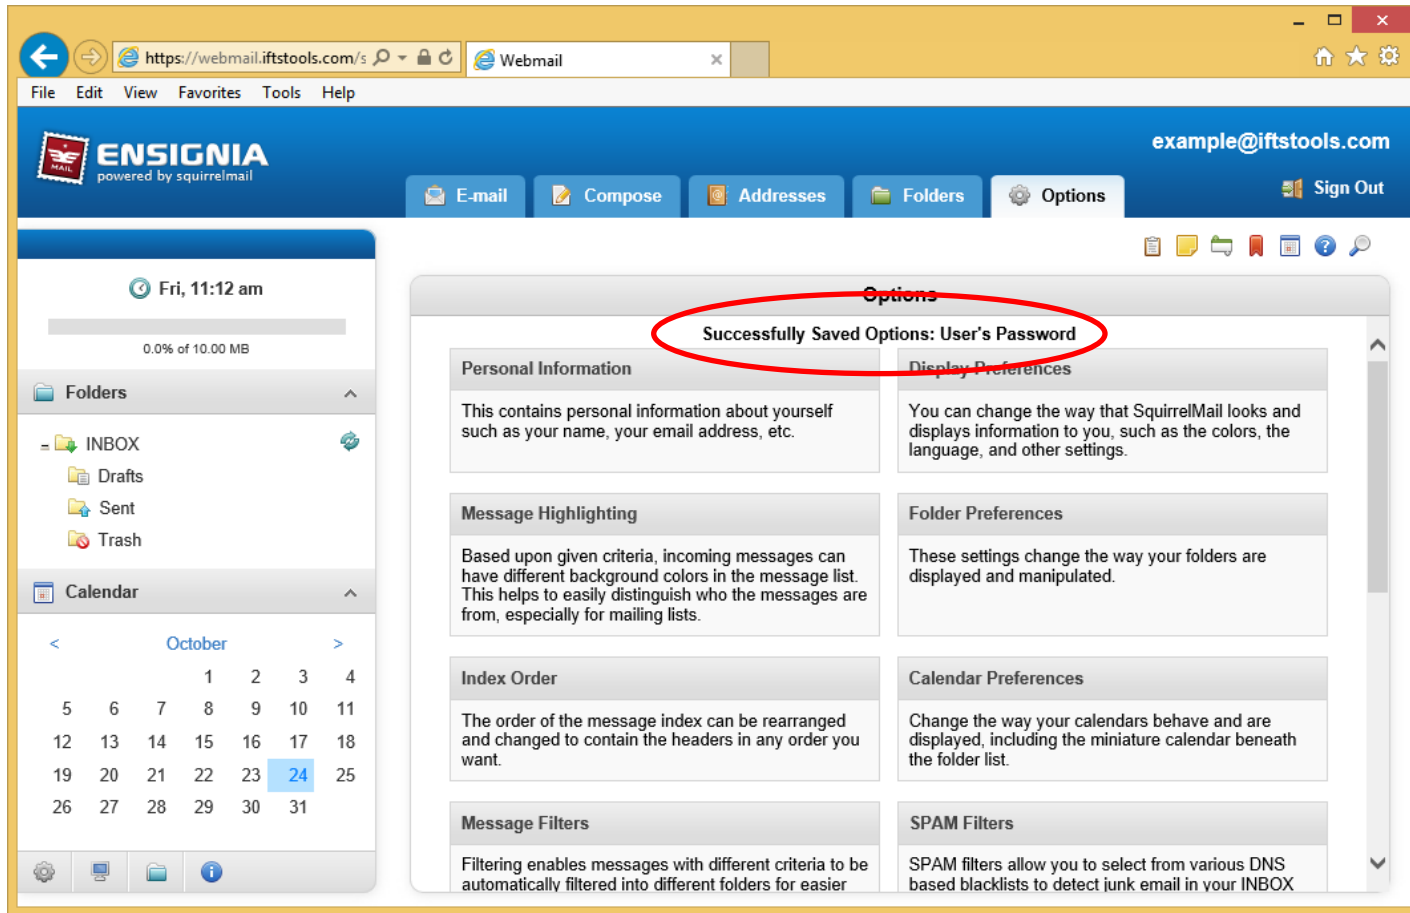 https://webmail.iftstools.com/s
Webmail
File Edit View Favorites Tools Help
MAIL
ENSIGNIA
powered by squirrelmail
example@iftstools.com
E-mail Compose Addresses Folders Options
Sign Out
Fri, 11:12 am
0.0% of 10.00 MB
Folders
INBOX
Drafts
Sent
Trash
Calendar
< October >
1 2 3 4
5 6 7 8 9 10 11
12 13 14 15 16 17 18
19 20 21 22 23 24 25
26 27 28 29 30 31
Options
Successfully Saved Options: User's Password
Personal Information
This contains personal information about yourself
such as your name, your email address, etc.
Display Preferences
You can change the way that SquirrelMail looks and
displays information to you, such as the colors, the
language, and other settings.
Message Highlighting
Based upon given criteria, incoming messages can
have different background colors in the message list.
This helps to easily distinguish who the messages are
from, especially for mailing lists.
Folder Preferences
These settings change the way your folders are
displayed and manipulated.
Index Order
The order of the message index can be rearranged
and changed to contain the headers in any order you
want.
Calendar Preferences
Change the way your calendars behave and are
displayed, including the miniature calendar beneath
the folder list.
Message Filters
Filtering enables messages with different criteria to be
automatically filtered into different folders for easier
SPAM Filters
SPAM filters allow you to select from various DNS
based blacklists to detect junk email in your INBOX